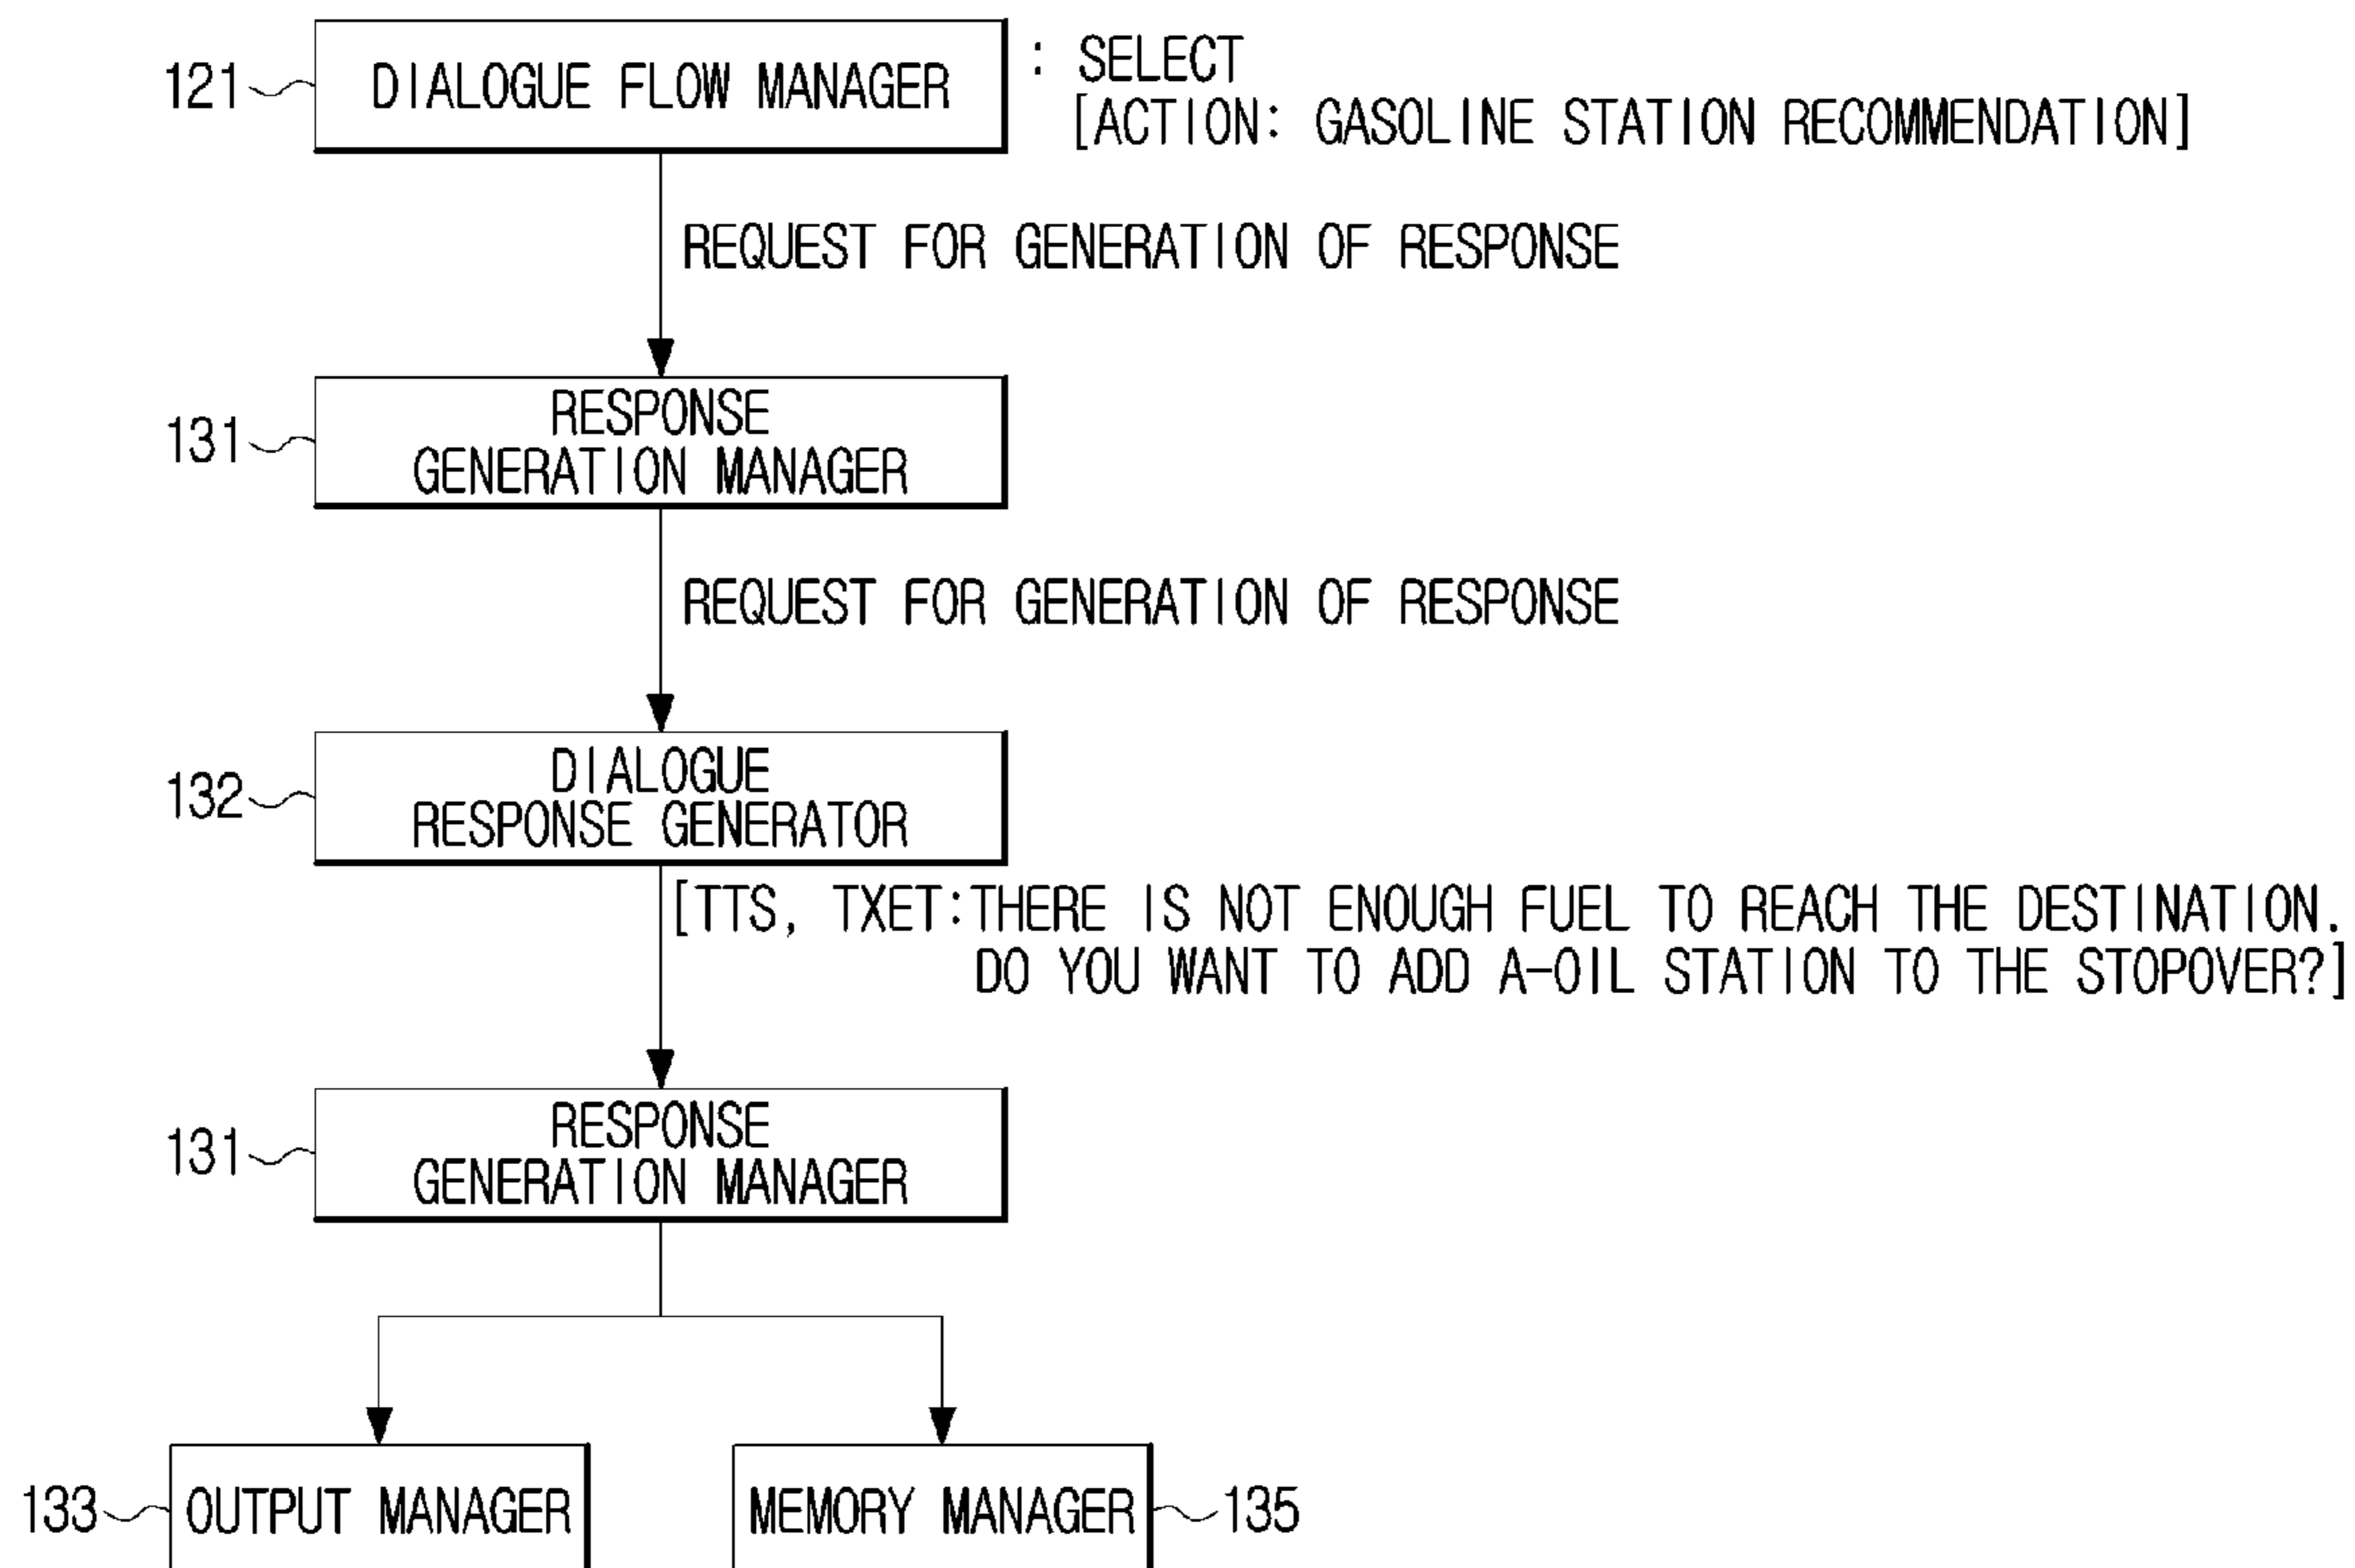 121
DIALOGUE FLOW MANAGER
: SELECT
[ACTION: GASOLINE STATION RECOMMENDATION]
REQUEST FOR GENERATION OF RESPONSE
131
RESPONSE
GENERATION MANAGER
REQUEST FOR GENERATION OF RESPONSE
132
DIALOGUE
RESPONSE GENERATOR
[TTS, TXET:THERE IS NOT ENOUGH FUEL TO REACH THE DESTINATION.
DO YOU WANT TO ADD A-OIL STATION TO THE STOPOVER?]
131
RESPONSE
GENERATION MANAGER
133
OUTPUT MANAGER
MEMORY MANAGER
135